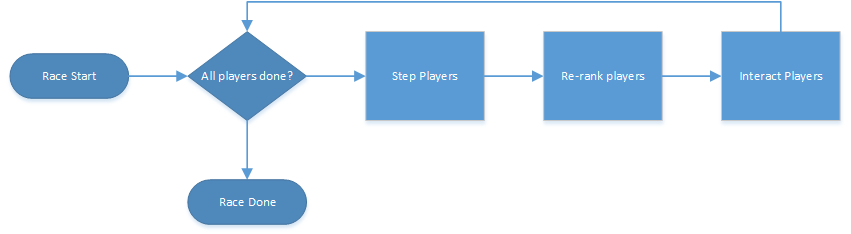 Race Start
All players done?
Step Players
Re-rank players
Interact Players
Race Done